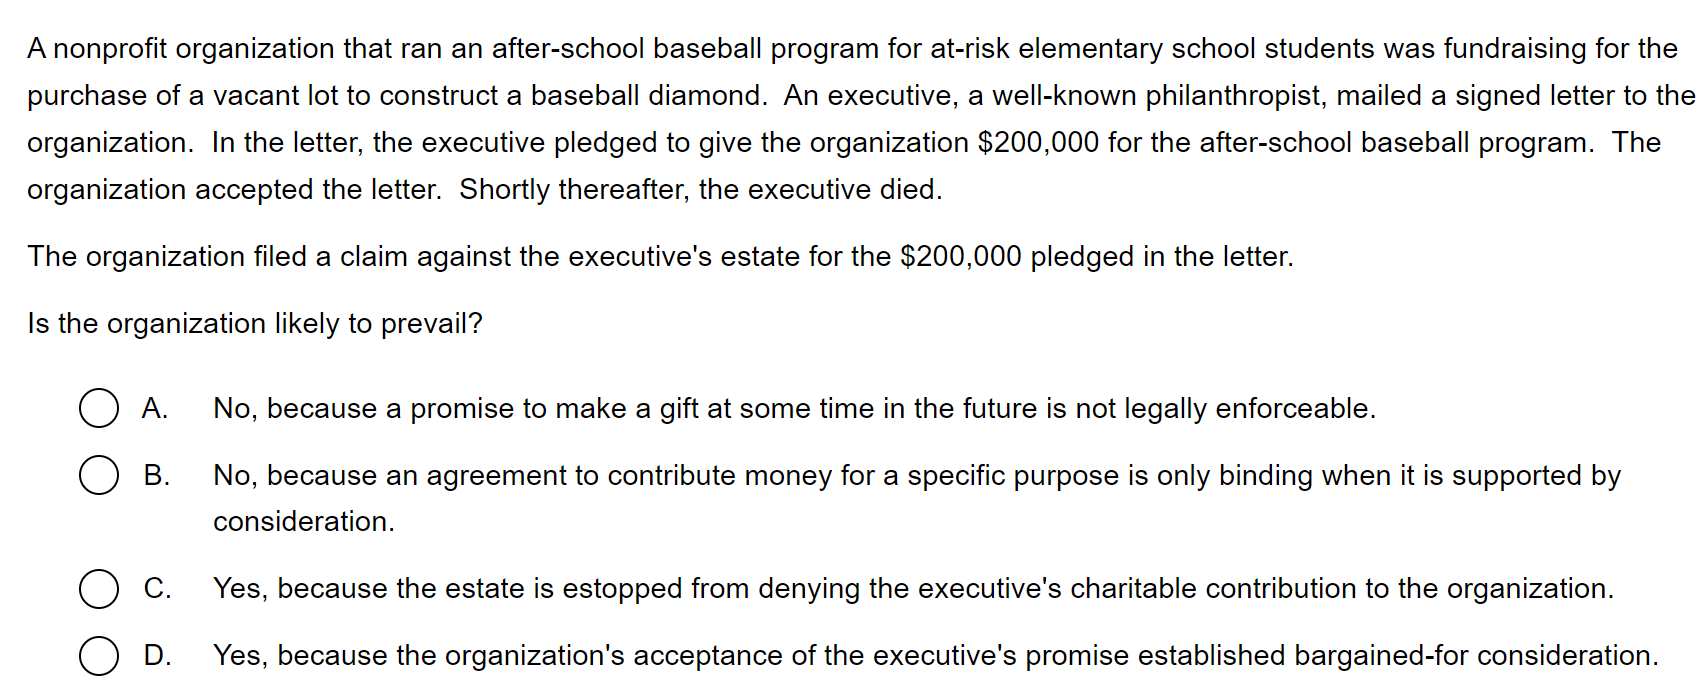 A nonprofit organization that ran an after-school baseball program for at-risk elementary school students was fundraising for the
purchase of a vacant lot to construct a baseball diamond.  An executive, a well-known philanthropist, mailed a signed letter to the
organization.  In the letter, the executive pledged to give the organization $200,000 for the after-school baseball program.  The
organization accepted the letter.  Shortly thereafter, the executive died.
The organization filed a claim against the executive's estate for the $200,000 pledged in the letter.
Is the organization likely to prevail?
A. No, because a promise to make a gift at some time in the future is not legally enforceable.
B. No, because an agreement to contribute money for a specific purpose is only binding when it is supported by
consideration.
C. Yes, because the estate is estopped from denying the executive's charitable contribution to the organization.
D. Yes, because the organization's acceptance of the executive's promise established bargained-for consideration.